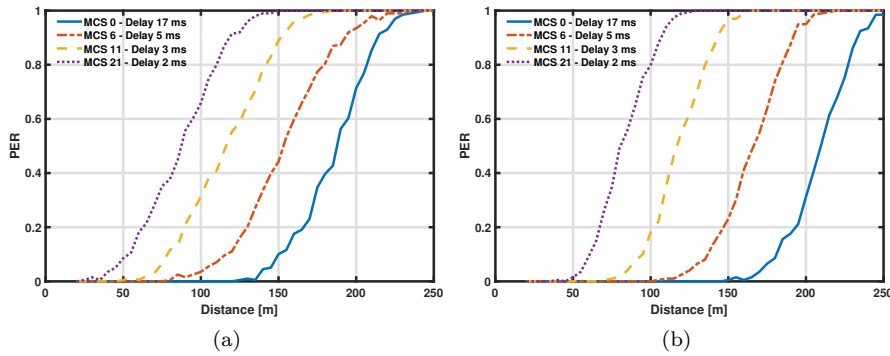 1
0.8
0.6
0.4
0.2
0
PER
MCS 0 - Delay 17 ms
MCS 6 - Delay 5 ms
MCS 11 - Delay 3 ms
MCS 21 - Delay 2 ms
0 50 100 150 200 250
Distance [m]
(a)
1
0.8
0.6
0.4
0.2
0
PER
MCS 0 - Delay 17 ms
MCS 6 - Delay 5 ms
MCS 11 - Delay 3 ms
MCS 21 - Delay 2 ms
0 50 100 150 200 250
Distance [m]
(b)